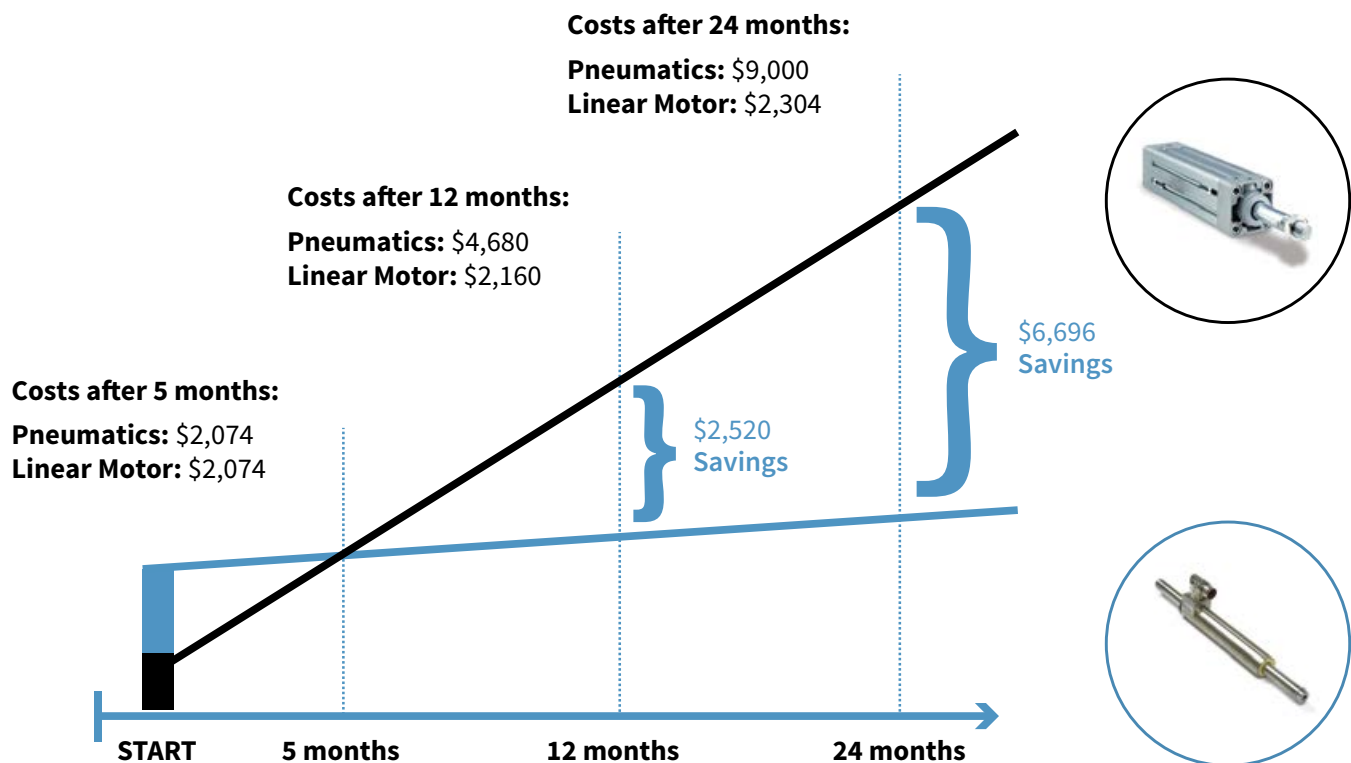 Costs after 24 months:
Pneumatics: $9,000
Linear Motor: $2,304
Costs after 12 months:
Pneumatics: $4,680
Linear Motor: $2,160
Costs after 5 months:
Pneumatics: $2,074
Linear Motor: $2,074
$6,696
Savings
$2,520
Savings
START
5 months
12 months
24 months